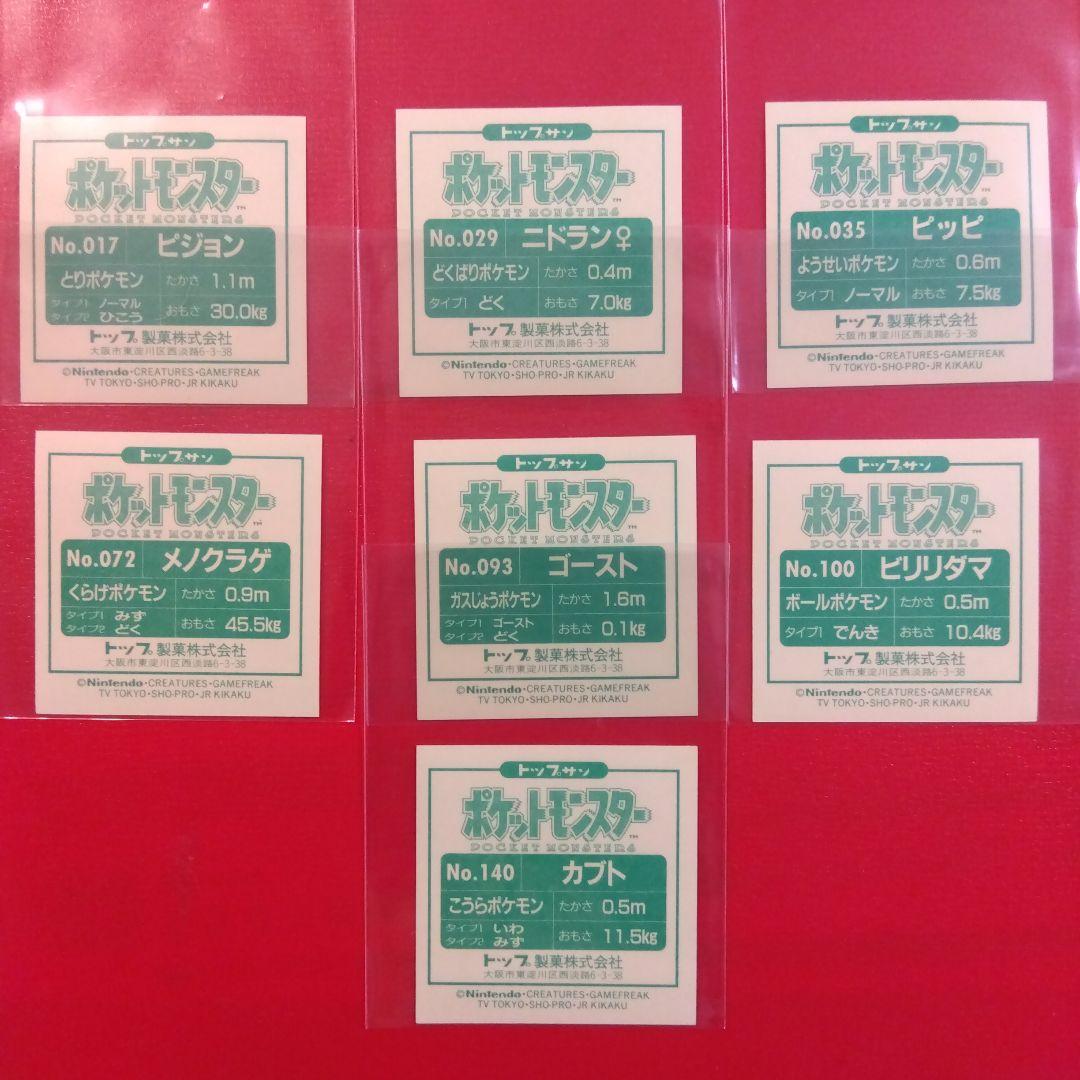 トップサン
ポケットモンスター™
POCKET MONSTERS
No.017 ピジョン
とりポケモン たかさ 1.1m
タイプ1 ノーマル
タイプ2 ひこう おもさ 30.0kg
トップ製菓株式会社
大阪市東淀川区西淡路6-3-38
©Nintendo・CREATURES・GAMEFREAK
TV TOKYO・SHO-PRO・JR KIKAKU
トップサン
ポケットモンスター™
POCKET MONSTERS
No.029 ニドラン♀
どくばりポケモン たかさ 0.4m
タイプ1 どく おもさ 7.0kg
トップ製菓株式会社
大阪市東淀川区西淡路6-3-38
©Nintendo・CREATURES・GAMEFREAK
TV TOKYO・SHO-PRO・JR KIKAKU
トップサン
ポケットモンスター™
POCKET MONSTERS
No.035 ピッピ
ようせいポケモン たかさ 0.6m
タイプ1 ノーマル おもさ 7.5kg
トップ製菓株式会社
大阪市東淀川区西淡路6-3-38
©Nintendo・CREATURES・GAMEFREAK
TV TOKYO・SHO-PRO・JR KIKAKU
トップサン
ポケットモンスター™
POCKET MONSTERS
No.072 メノクラゲ
くらげポケモン たかさ 0.9m
タイプ1 みず
タイプ2 どく おもさ 45.5kg
トップ製菓株式会社
大阪市東淀川区西淡路6-3-38
©Nintendo・CREATURES・GAMEFREAK
TV TOKYO・SHO-PRO・JR KIKAKU
トップサン
ポケットモンスター™
POCKET MONSTERS
No.093 ゴースト
ガスじょうポケモン たかさ 1.6m
タイプ1 ゴースト
タイプ2 どく おもさ 0.1kg
トップ製菓株式会社
大阪市東淀川区西淡路6-3-38
©Nintendo・CREATURES・GAMEFREAK
TV TOKYO・SHO-PRO・JR KIKAKU
トップサン
ポケットモンスター™
POCKET MONSTERS
No.100 ビリリダマ
ボールポケモン たかさ 0.5m
タイプ1 でんき おもさ 10.4kg
トップ製菓株式会社
大阪市東淀川区西淡路6-3-38
©Nintendo・CREATURES・GAMEFREAK
TV TOKYO・SHO-PRO・JR KIKAKU
トップサン
ポケットモンスター™
POCKET MONSTERS
No.140 カブト
こうらポケモン たかさ 0.5m
タイプ1 いわ
タイプ2 みず おもさ 11.5kg
トップ製菓株式会社
大阪市東淀川区西淡路6-3-38
©Nintendo・CREATURES・GAMEFREAK
TV TOKYO・SHO-PRO・JR KIKAKU